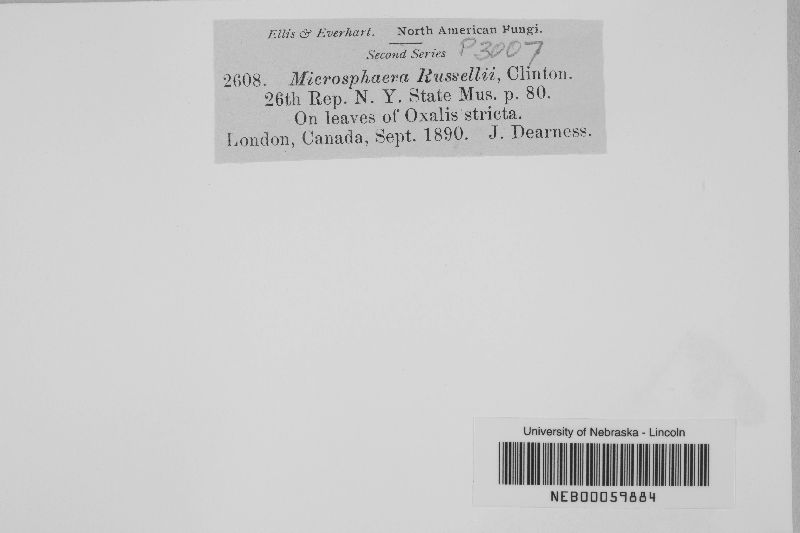 Ellis & Everhart. North American Fungi.
Second Series P3007
2608. Microsphaera Russellii, Clinton.
26th Rep. N. Y. State Mus. p. 80.
On leaves of Oxalis stricta.
London, Canada, Sept. 1890. J. Dearness.
University of Nebraska - Lincoln
NEB00059884